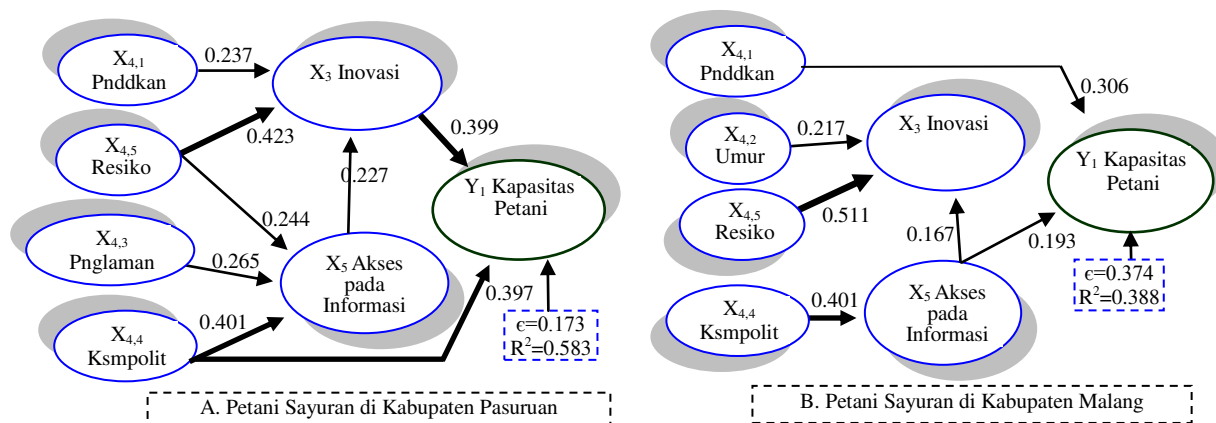 X4,1
Pnddkan
0.237
X3 Inovasi
0.423
X4,5
Resiko
0.399
0.227
Y1 Kapasitas
Petani
0.244
X4,3
Pnglaman
0.265
X5 Akses
pada
Informasi
0.397
X4,4
Ksmpolit
0.401
ϵ=0.173
R²=0.583
A. Petani Sayuran di Kabupaten Pasuruan
X4,1
Pnddkan
0.306
X4,2
Umur
0.217
X3 Inovasi
Y1 Kapasitas
Petani
X4,5
Resiko
0.511
0.167
0.193
X4,4
Ksmpolit
0.401
X5 Akses
pada
Informasi
ϵ=0.374
R²=0.388
B. Petani Sayuran di Kabupaten Malang